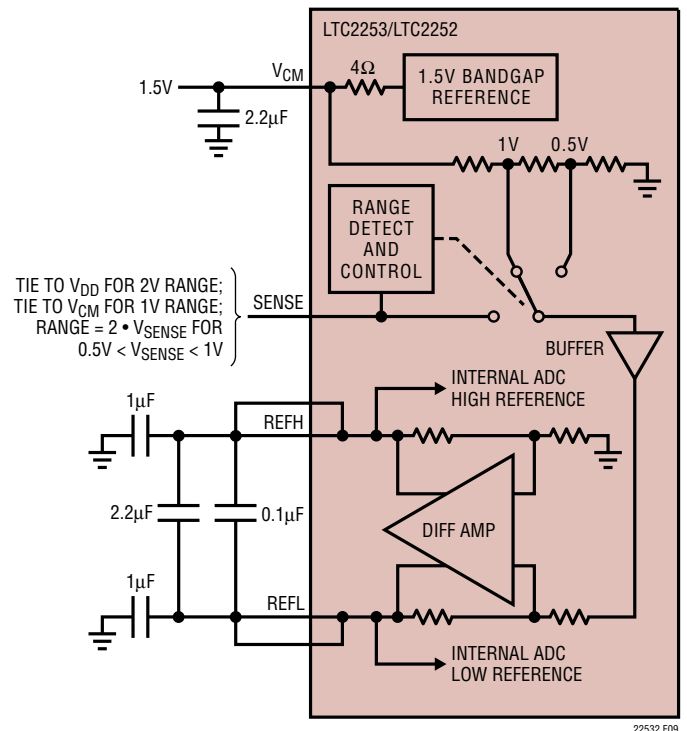 LTC2253/LTC2252
1.5V
VCM
4Ω
1.5V BANDGAP
REFERENCE
2.2µF
1V
0.5V
RANGE
DETECT
AND
CONTROL
TIE TO VDD FOR 2V RANGE;
TIE TO VCM FOR 1V RANGE;
RANGE = 2 • VSENSE FOR
0.5V < VSENSE < 1V
SENSE
BUFFER
INTERNAL ADC
HIGH REFERENCE
1µF
REFH
2.2µF
0.1µF
DIFF AMP
1µF
REFL
INTERNAL ADC
LOW REFERENCE
22532 F09